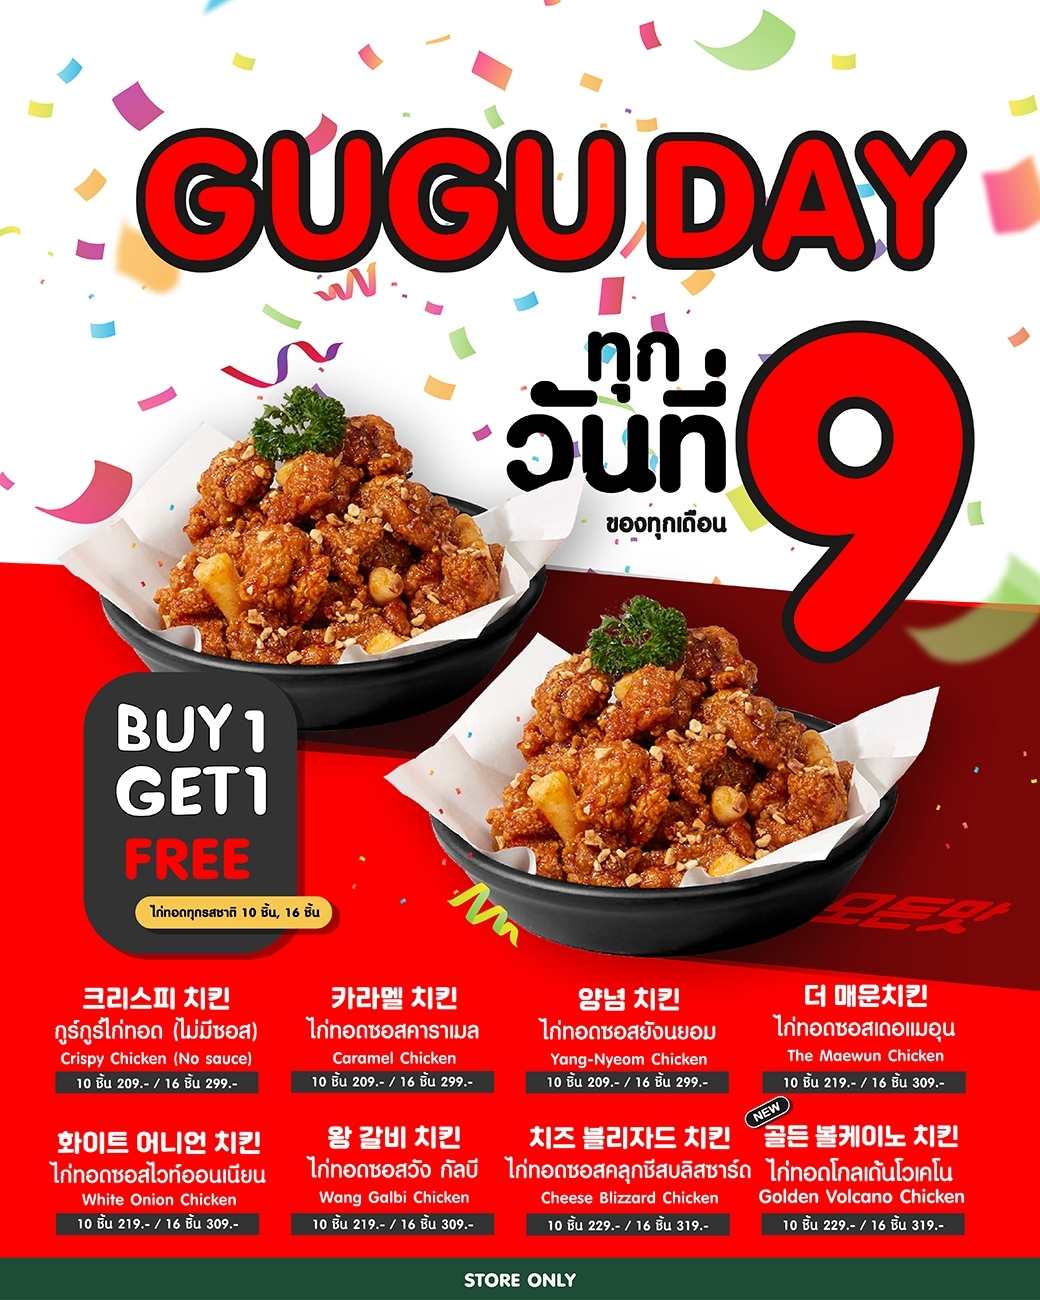 GUGU DAY
ทุก
วันที่ 9
ของทุกเดือน
BUY 1
GET 1
FREE
ไก่ทอดทุกรสชาติ 10 ชิ้น, 16 ชิ้น
모든맛
크리스피 치킨
กูร์กูร์ไก่ทอด (ไม่มีซอส)
Crispy Chicken (No sauce)
10 ชิ้น 209.- / 16 ชิ้น 299.-
카라멜 치킨
ไก่ทอดซอสคาราเมล
Caramel Chicken
10 ชิ้น 209.- / 16 ชิ้น 299.-
양념 치킨
ไก่ทอดซอสยังนยอม
Yang-Nyeom Chicken
10 ชิ้น 209.- / 16 ชิ้น 299.-
더 매운치킨
ไก่ทอดซอสเดอแมอุน
The Maewun Chicken
10 ชิ้น 219.- / 16 ชิ้น 309.-
화이트 어니언 치킨
ไก่ทอดซอสไวท์ออนเนียน
White Onion Chicken
10 ชิ้น 219.- / 16 ชิ้น 309.-
왕 갈비 치킨
ไก่ทอดซอสวัง กัลบี
Wang Galbi Chicken
10 ชิ้น 219.- / 16 ชิ้น 309.-
치즈 블리자드 치킨
ไก่ทอดซอสคลุกชีสบลิสซาร์ด
Cheese Blizzard Chicken
10 ชิ้น 229.- / 16 ชิ้น 319.-
NEW
골든 볼케이노 치킨
ไก่ทอดโกลเด้นโวเคโน
Golden Volcano Chicken
10 ชิ้น 229.- / 16 ชิ้น 319.-
STORE ONLY